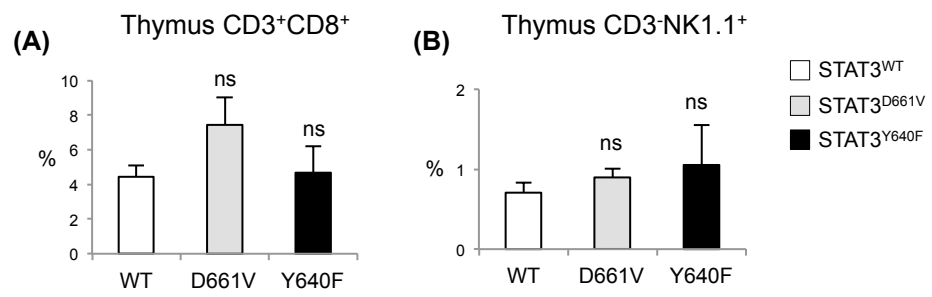 (A) Thymus CD3⁺CD8⁺
ns
ns
%
10
8
6
4
2
0
WT D661V Y640F
(B) Thymus CD3⁻NK1.1⁺
ns
ns
%
2
1
0
WT D661V Y640F
STAT3ᵂᵀ
STAT3ᴰ⁶⁶¹ⱽ
STAT3ʸ⁶⁴⁰ᶠ